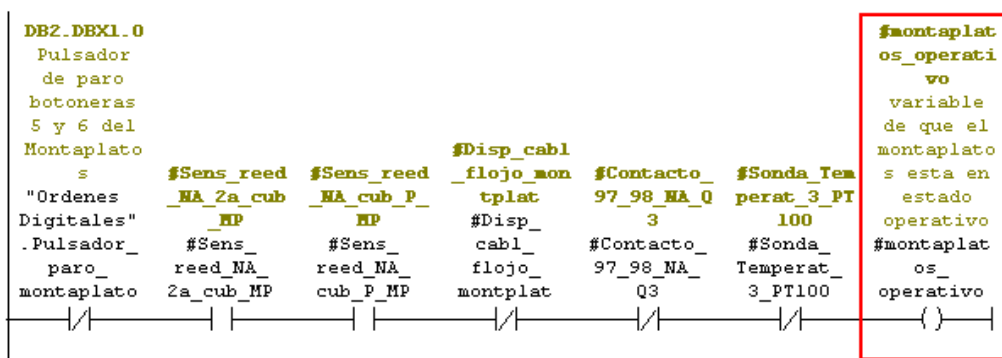 DB2.DBX1.0
Pulsador
de paro
botoneras
5 y 6 del
Montaplato
s
"Ordenes
Digitales"
.Pulsador_
paro_
montaplato
#Sens_reed
_NA_2a_cub
_MP
#Sens_
reed_NA_
2a_cub_MP
#Sens_reed
_NA_cub_P_
MP
#Sens_
reed_NA_
cub_P_MP
#Disp_cabl
_flojo_mon
tplat
#Disp_
cabl_
flojo_
montplat
#Contacto_
97_98_NA_Q
3
#Contacto_
97_98_NA_
Q3
#Sonda_Tem
perat_3_PT
100
#Sonda_
Temperat_
3_PT100
#montaplat
os_operati
vo
variable
de que el
montaplato
s esta en
estado
operativo
#montaplat
os_
operativo